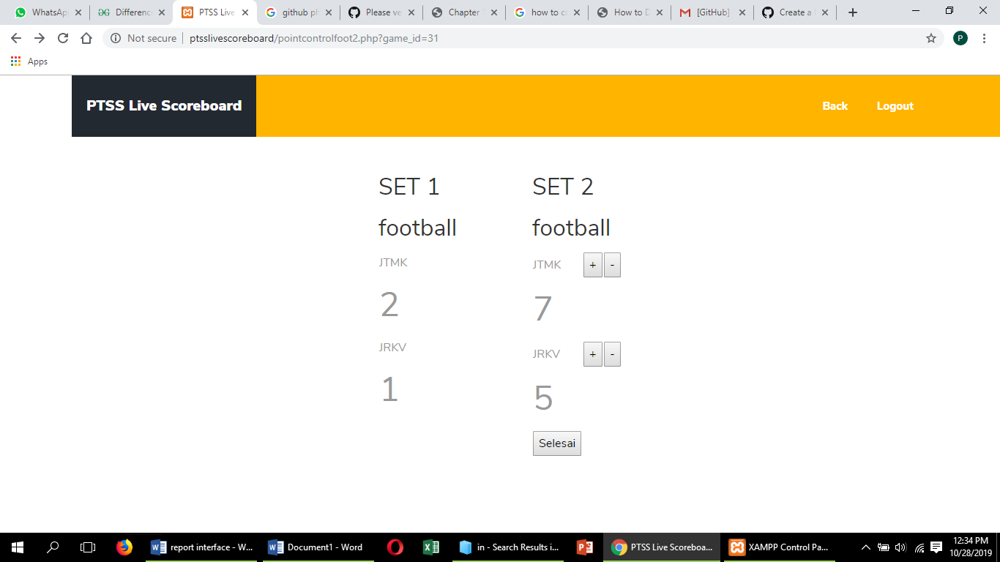 WhatsApp
Differenc
PTSS Live
github ph
Please ve
Chapter
how to cr
How to D
[GitHub]
Create a
Not secure ptsslivescoreboard/pointcontrolfoot2.php?game_id=31
P
Apps
PTSS Live Scoreboard
Back
Logout
SET 1
SET 2
football
football
JTMK
JTMK
+
-
2
7
JRKV
JRKV
+
-
1
5
Selesai
report interface - W...
Document1 - Word
in - Search Results i...
PTSS Live Scoreboa...
XAMPP Control Pa...
12:34 PM
10/28/2019